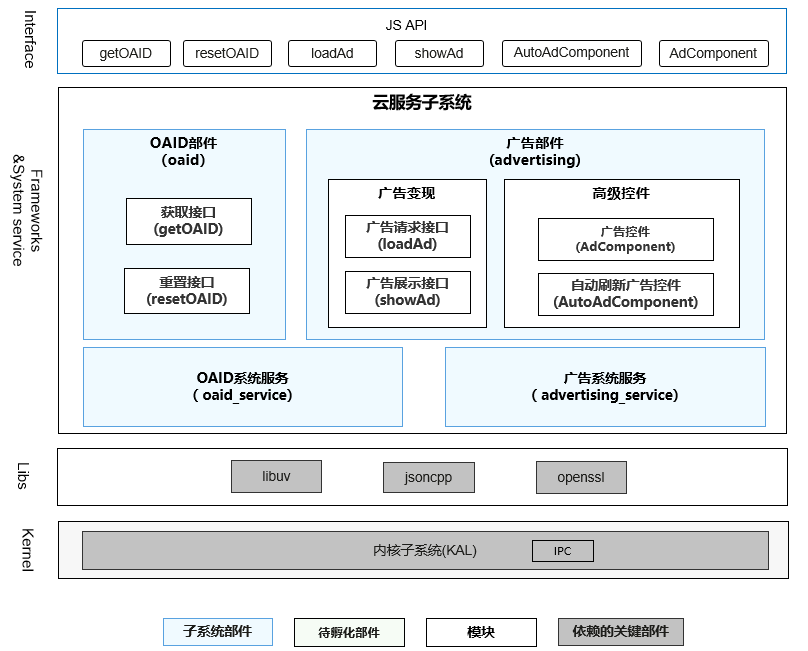 Interface
JS API
getOAID
resetOAID
loadAd
showAd
AutoAdComponent
AdComponent
Frameworks
&System service
云服务子系统
OAID部件
(oaid)
获取接口
(getOAID)
重置接口
(resetOAID)
广告部件
(advertising)
广告变现
广告请求接口
(loadAd)
广告展示接口
(showAd)
高级控件
广告控件
(AdComponent)
自动刷新广告控件
(AutoAdComponent)
OAID系统服务
( oaid_service)
广告系统服务
( advertising_service)
Libs
libuv
jsoncpp
openssl
Kernel
内核子系统(KAL)
IPC
子系统部件
待孵化部件
模块
依赖的关键部件